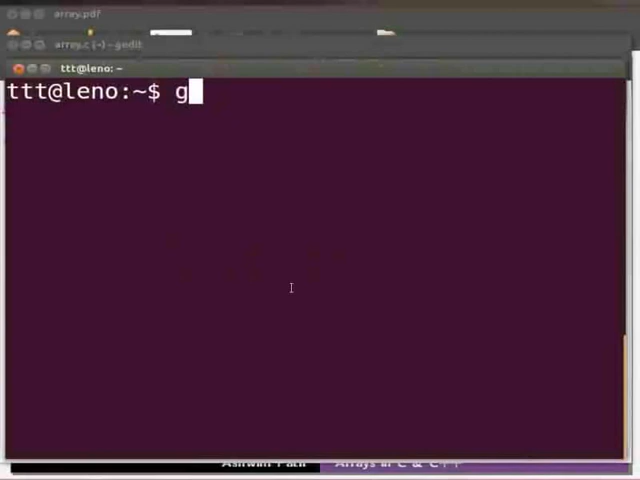 array.pdf
array.c (~) - gedit
ttt@leno: ~
ttt@leno:~$ g
Arrays in C & C++